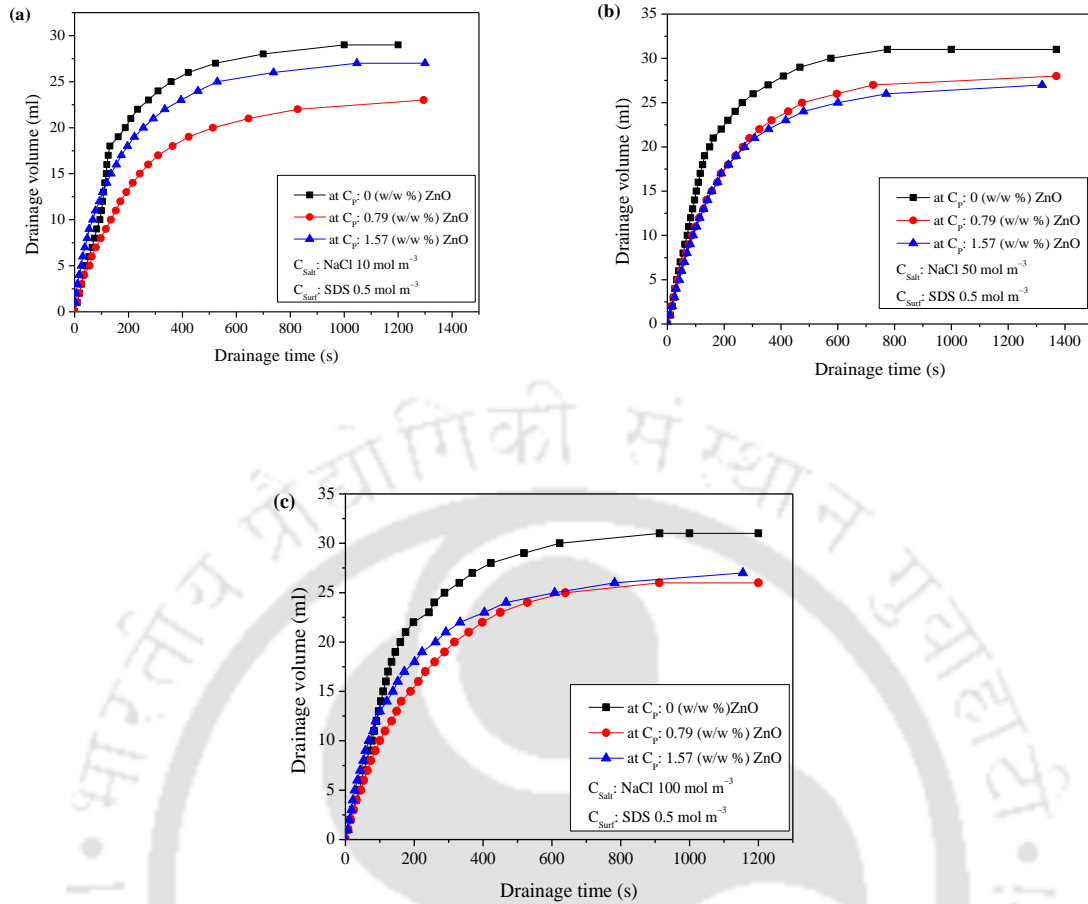 (a)
30
25
20
15
10
5
0
Drainage volume (ml)
at C_P: 0 (w/w %) ZnO
at C_P: 0.79 (w/w %) ZnO
at C_P: 1.57 (w/w %) ZnO
C_Salt: NaCl 10 mol m⁻³
C_Surf: SDS 0.5 mol m⁻³
0 200 400 600 800 1000 1200 1400
Drainage time (s)
(b)
35
30
25
20
15
10
5
0
Drainage volume (ml)
at C_P: 0 (w/w %) ZnO
at C_P: 0.79 (w/w %) ZnO
at C_P: 1.57 (w/w %) ZnO
C_Salt: NaCl 50 mol m⁻³
C_Surf: SDS 0.5 mol m⁻³
0 200 400 600 800 1000 1200 1400
Drainage time (s)
(c)
35
30
25
20
15
10
5
0
Drainage volume (ml)
at C_P: 0 (w/w %)ZnO
at C_P: 0.79 (w/w %) ZnO
at C_P: 1.57 (w/w %) ZnO
C_Salt: NaCl 100 mol m⁻³
C_Surf: SDS 0.5 mol m⁻³
0 200 400 600 800 1000 1200
Drainage time (s)
भारतीय प्रौद्योगिकी संस्थान गुवाहाटी